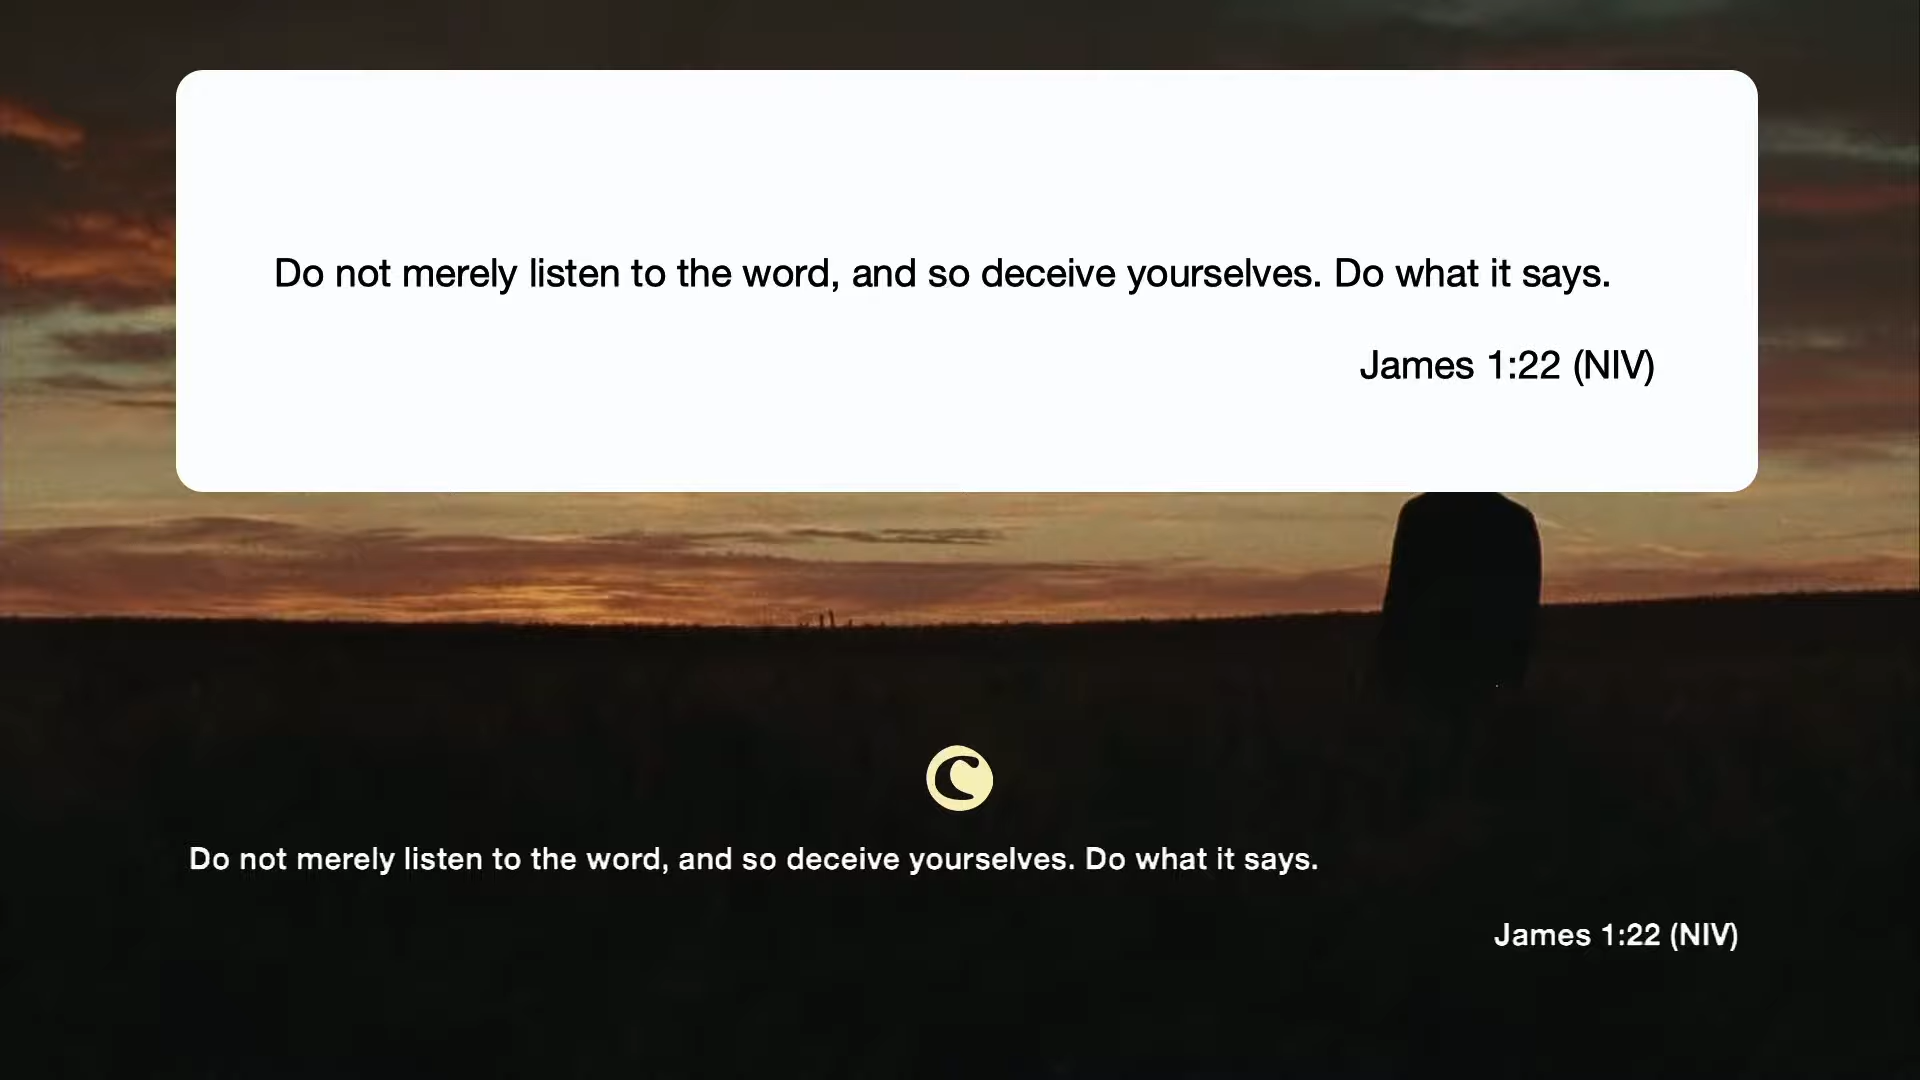 Do not merely listen to the word, and so deceive yourselves. Do what it says.
James 1:22 (NIV)
C
Do not merely listen to the word, and so deceive yourselves. Do what it says.
James 1:22 (NIV)